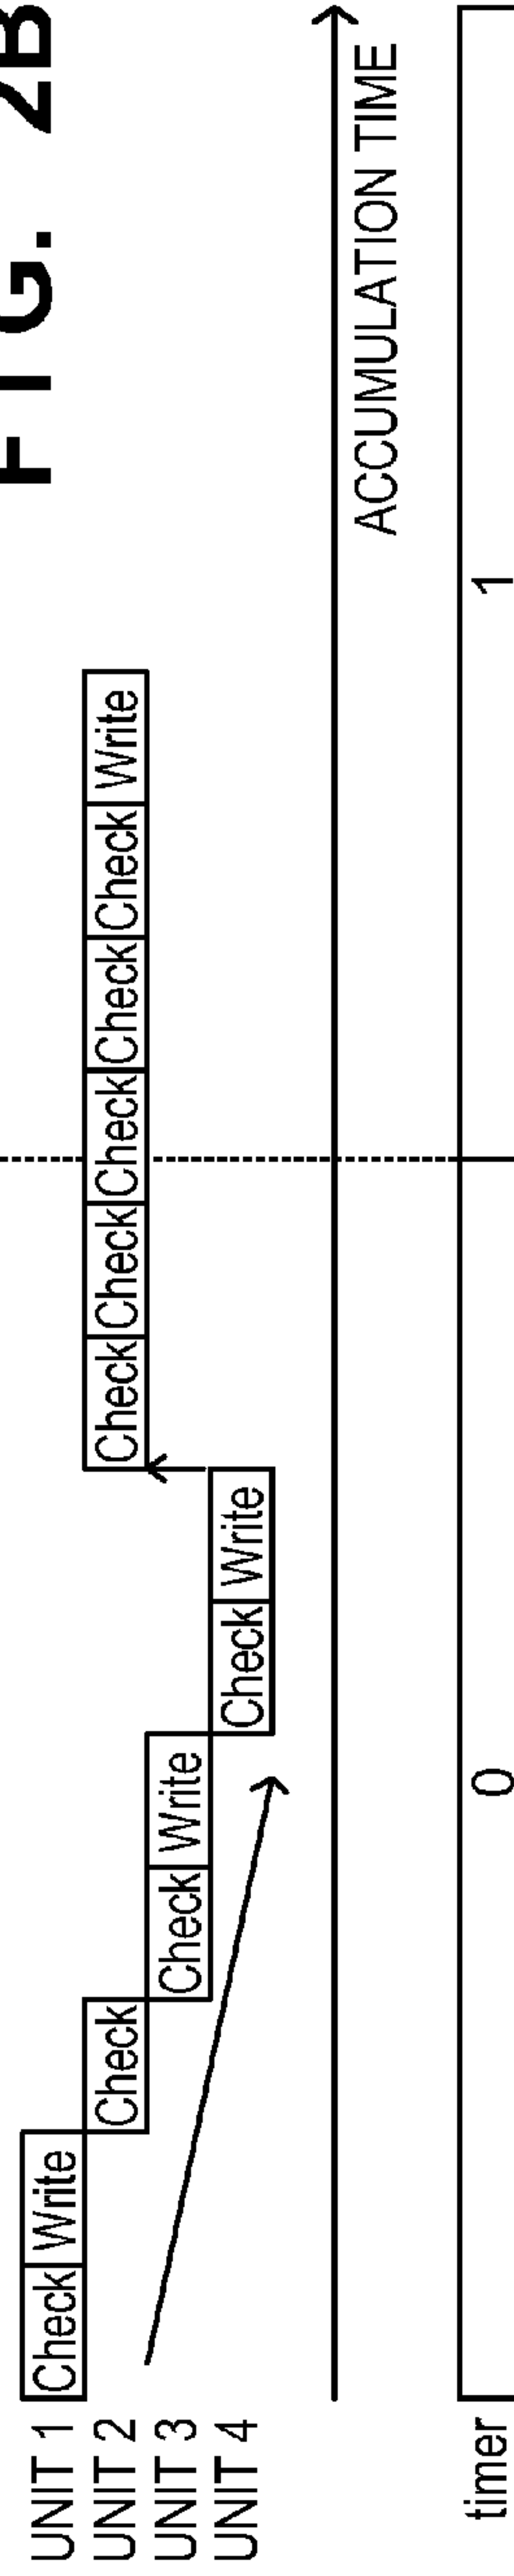 FIG. 2B
UNIT 1 Check Write
UNIT 2 Check Check Check Check Check Check Write
UNIT 3 Check Write
UNIT 4 Check Write
ACCUMULATION TIME
timer 0 1